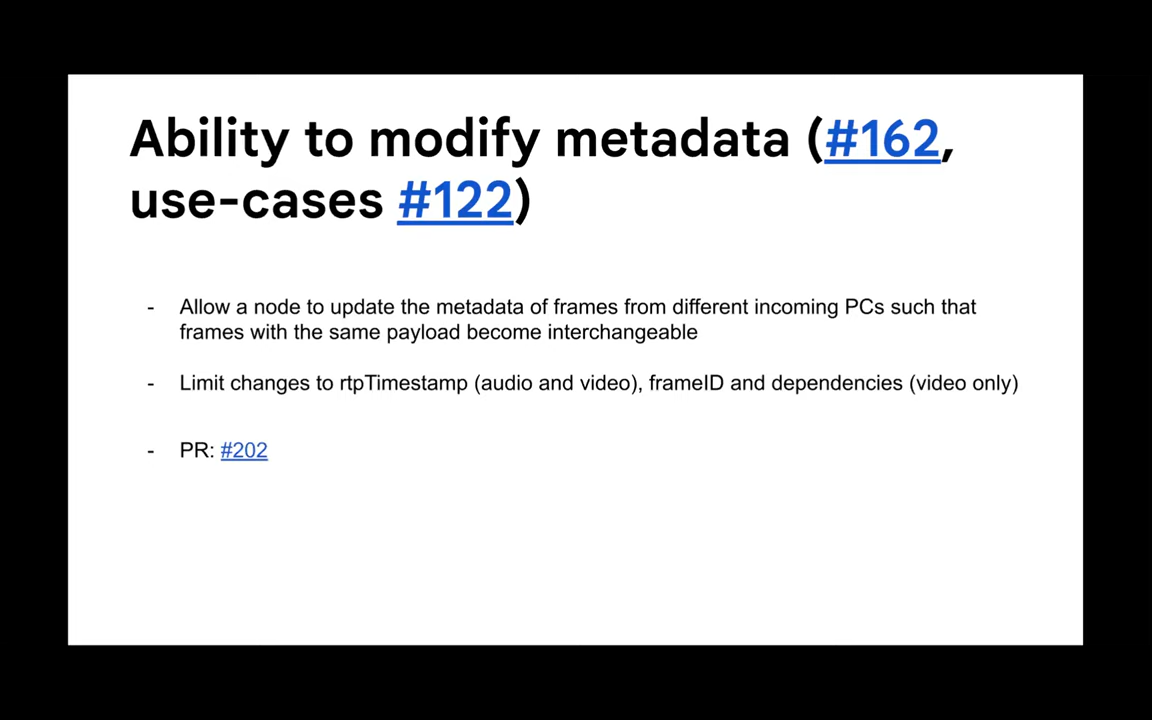 Ability to modify metadata (#162,
use-cases #122)
- Allow a node to update the metadata of frames from different incoming PCs such that
frames with the same payload become interchangeable
- Limit changes to rtpTimestamp (audio and video), frameID and dependencies (video only)
- PR: #202